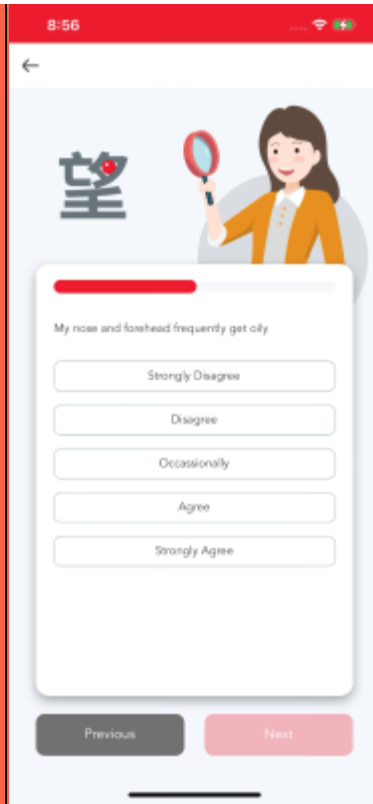 8:56
望
My nose and forehead frequently get oily
Strongly Disagree
Disagree
Occassionally
Agree
Strongly Agree
Previous
Next